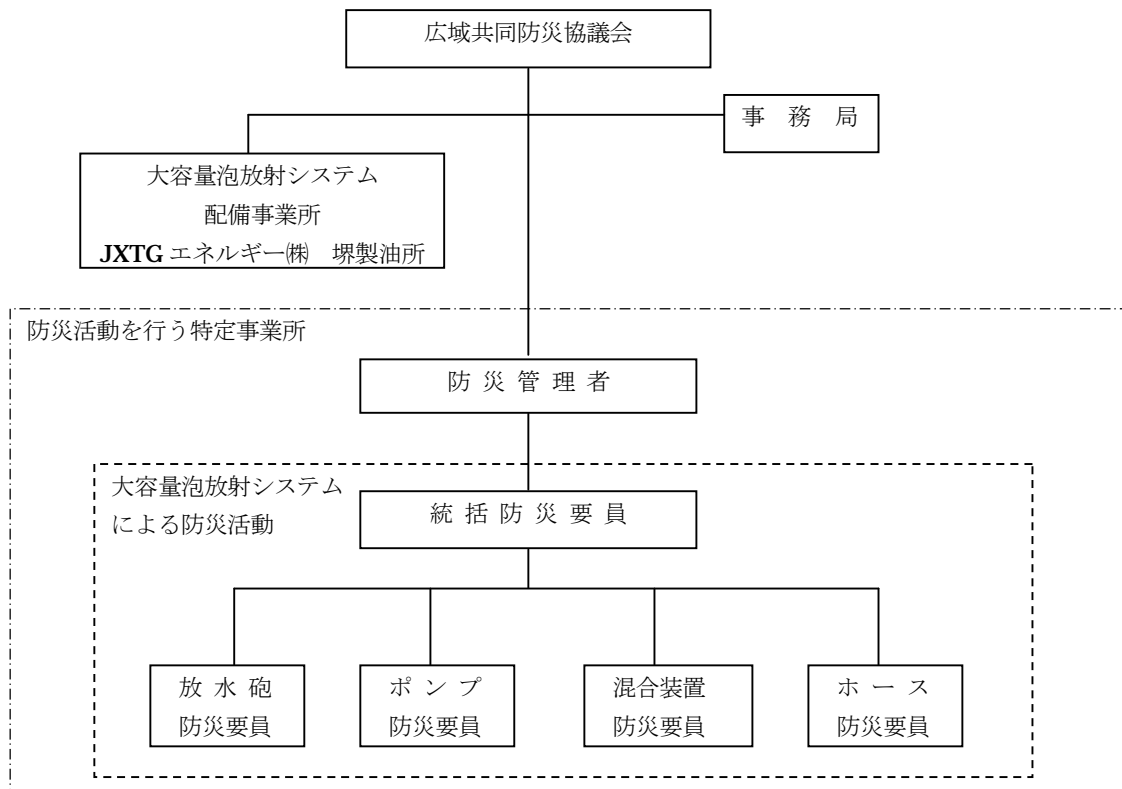 広域共同防災協議会
事　務　局
大容量泡放射システム
配備事業所
JXTG エネルギー㈱　堺製油所
防災活動を行う特定事業所
防 災 管 理 者
大容量泡放射システム
による防災活動
統 括 防 災 要 員
放 水 砲
防災要員
ポ ン プ
防災要員
混合装置
防災要員
ホ ー ス
防災要員